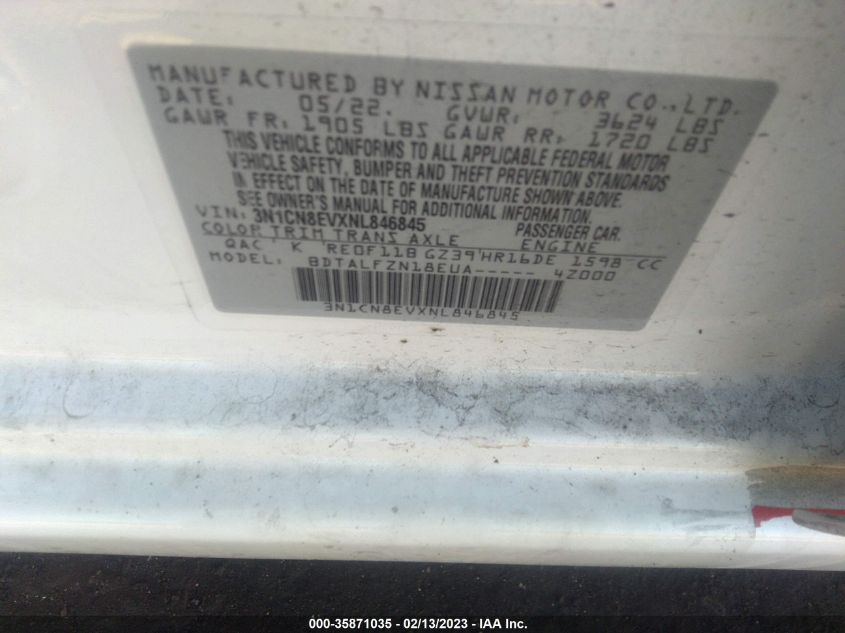 MANUFACTURED BY NISSAN MOTOR CO., LTD.
DATE: 05/22. GVWR: 3624 LBS
GAWR FR: 1905 LBS GAWR RR: 1720 LBS
THIS VEHICLE CONFORMS TO ALL APPLICABLE FEDERAL MOTOR
VEHICLE SAFETY, BUMPER AND THEFT PREVENTION STANDARDS
IN EFFECT ON THE DATE OF MANUFACTURE SHOWN ABOVE.
SEE OWNER'S MANUAL FOR ADDITIONAL INFORMATION
VIN: 3N1CN8EVXNL846845 PASSENGER CAR.
COLOR TRIM TRANS AXLE ENGINE
QAC K RE0F11B GZ39 HR16DE 1598 CC
MODEL: BDTALFZN18EUA----- 4Z000
3N1CN8EVXNL846845
000-35871035 — 02/13/2023 — IAA Inc.